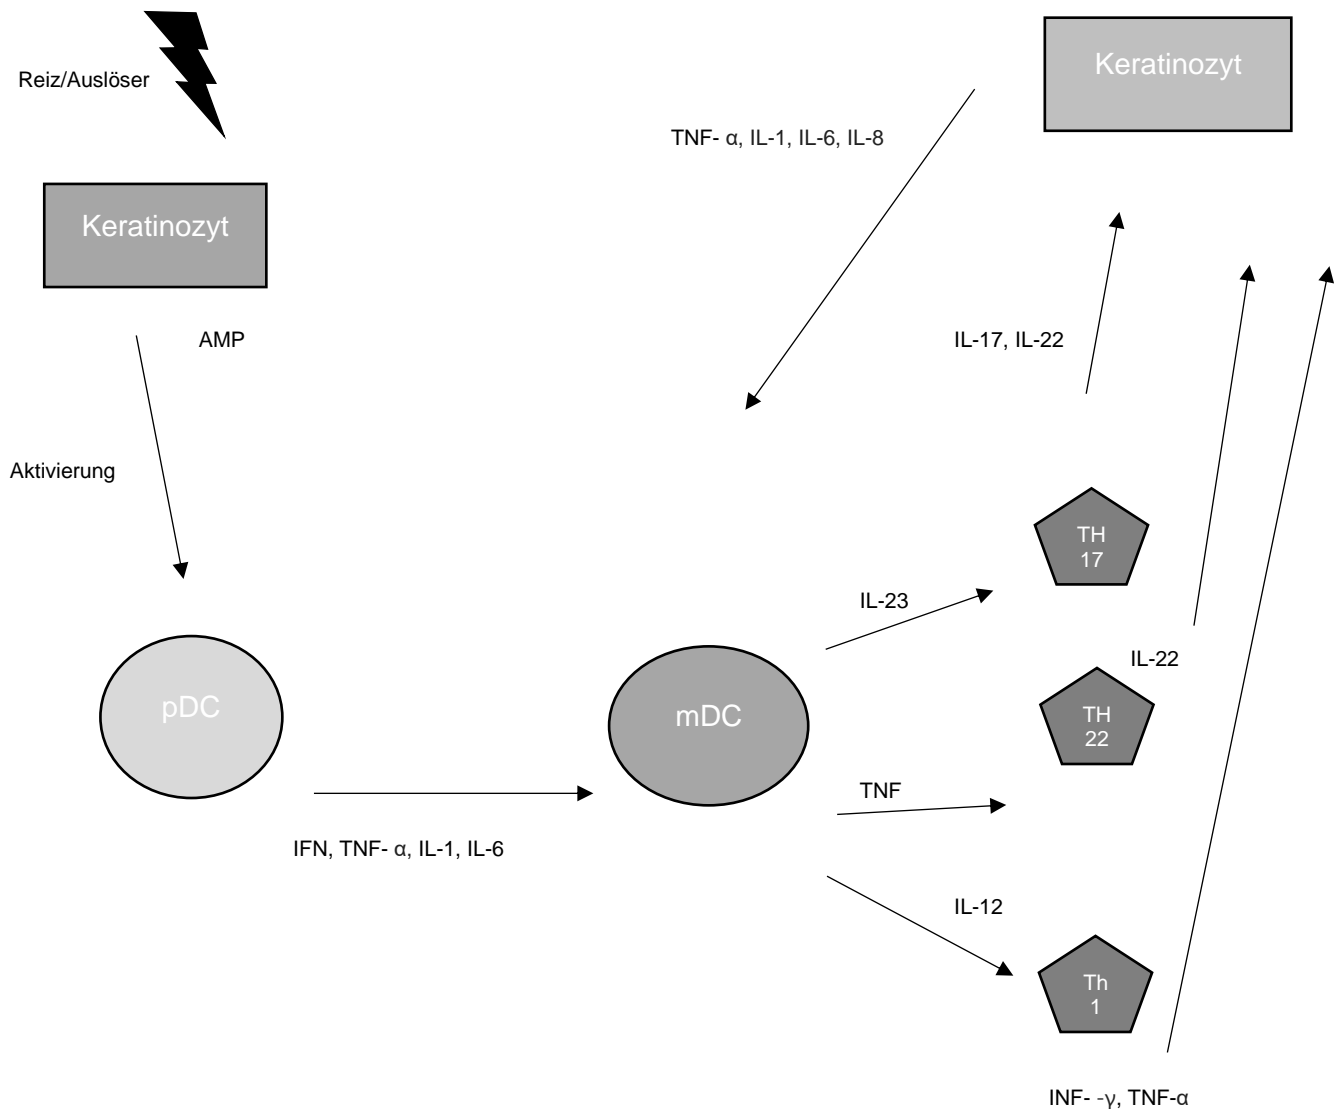 Reiz/Auslöser
Keratinozyt
Keratinozyt
TNF- α, IL-1, IL-6, IL-8
AMP
IL-17, IL-22
Aktivierung
TH
17
IL-23
IL-22
pDC
mDC
TH
22
TNF
IFN, TNF- α, IL-1, IL-6
IL-12
Th
1
INF- -γ, TNF-α